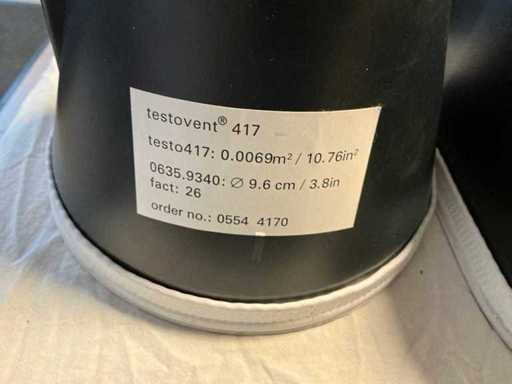 testovent® 417
testo417: 0.0069m² / 10.76in²
0635.9340: ∅ 9.6 cm / 3.8in
fact: 26
order no.: 0554 4170